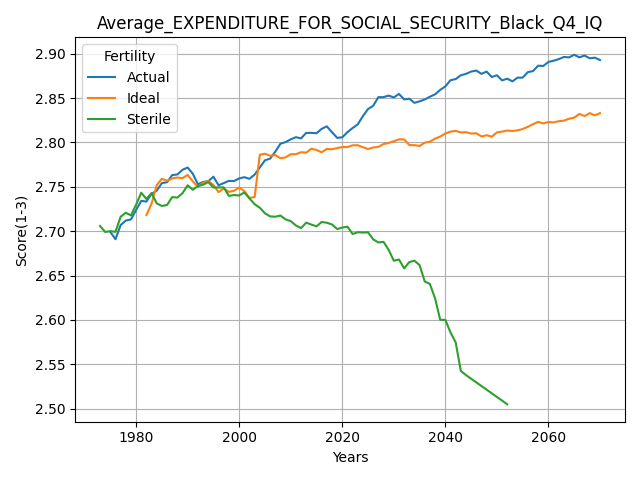 Average_EXPENDITURE_FOR_SOCIAL_SECURITY_Black_Q4_IQ
Fertility
Actual
Ideal
Sterile
Score(1-3)
2.90
2.85
2.80
2.75
2.70
2.65
2.60
2.55
2.50
1980 2000 2020 2040 2060
Years